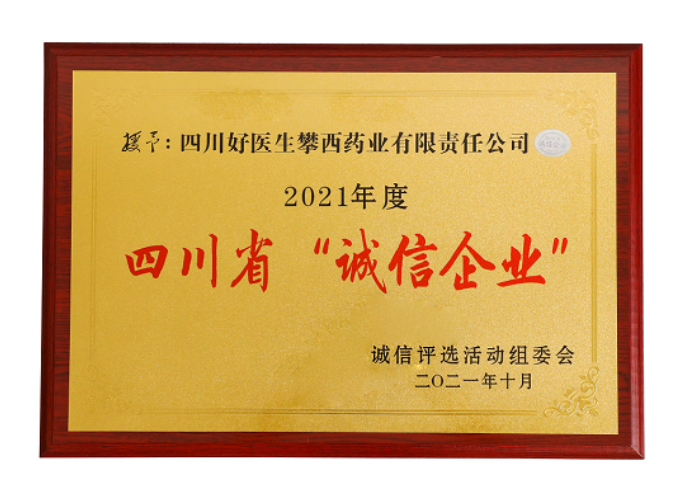 授予：四川好医生攀西药业有限责任公司
2021年度
四川省“诚信企业”
诚信评选活动组委会
二〇二一年十月